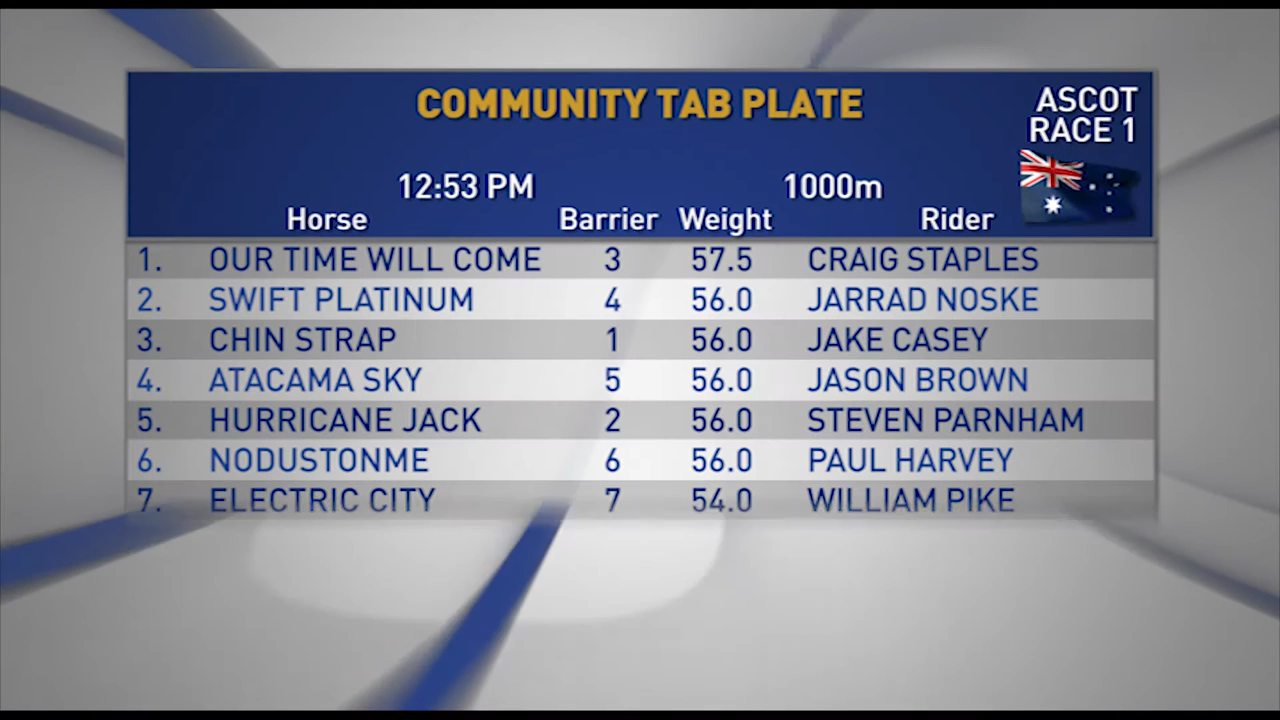 COMMUNITY TAB PLATE
ASCOT
RACE 1
12:53 PM 1000m
Horse Barrier Weight Rider
1. OUR TIME WILL COME 3 57.5 CRAIG STAPLES
2. SWIFT PLATINUM 4 56.0 JARRAD NOSKE
3. CHIN STRAP 1 56.0 JAKE CASEY
4. ATACAMA SKY 5 56.0 JASON BROWN
5. HURRICANE JACK 2 56.0 STEVEN PARNHAM
6. NODUSTONME 6 56.0 PAUL HARVEY
7. ELECTRIC CITY 7 54.0 WILLIAM PIKE